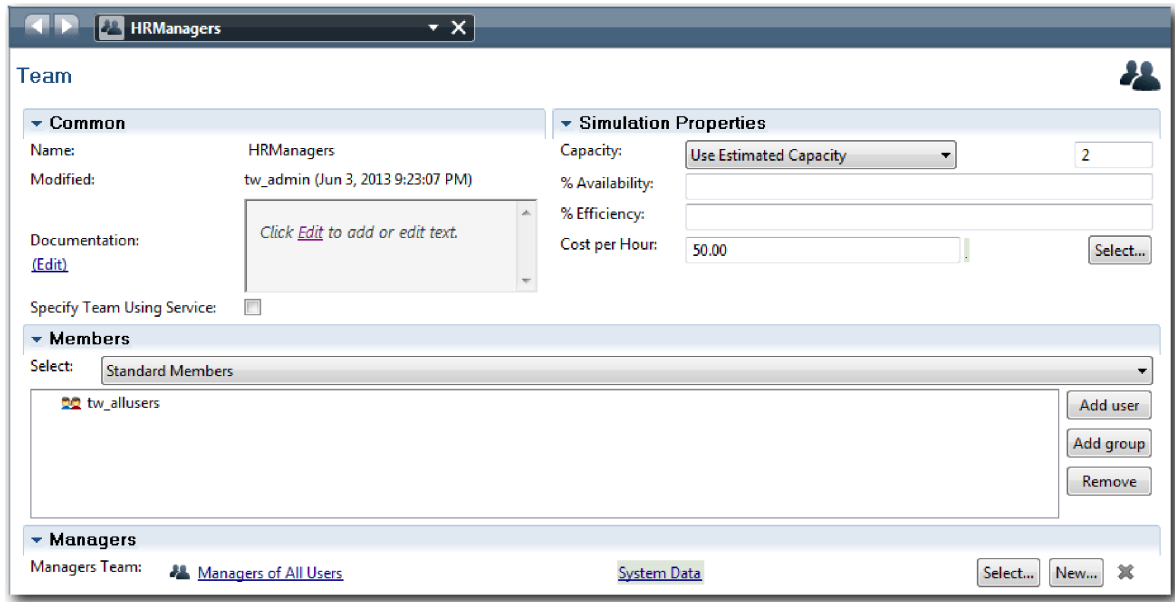 HRManagers
Team
Common
Name: HRManagers
Modified: tw_admin (Jun 3, 2013 9:23:07 PM)
Documentation:
(Edit)
Click Edit to add or edit text.
Specify Team Using Service:
Simulation Properties
Capacity: Use Estimated Capacity 2
% Availability:
% Efficiency:
Cost per Hour: 50.00 Select...
Members
Select: Standard Members
tw_allusers
Add user
Add group
Remove
Managers
Managers Team: Managers of All Users System Data Select... New...